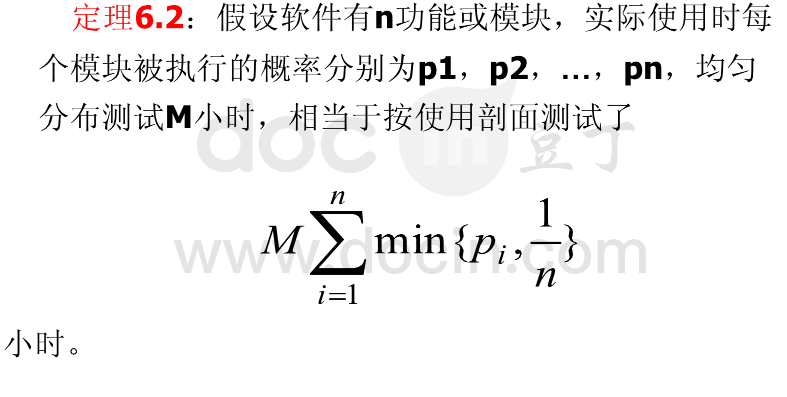 定理6.2：假设软件有n功能或模块，实际使用时每
个模块被执行的概率分别为p1，p2，…，pn，均匀
分布测试M小时，相当于按使用剖面测试了
doc in 豆丁
M∑_{i=1}^{n} min{p_i, 1/n}
www.docin.com
小时。